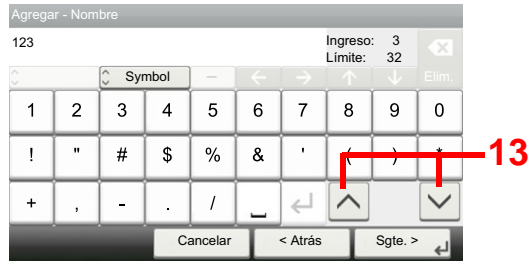 Agregar - Nombre
123
Ingreso: 3
Límite: 32
Symbol
Elim.
1 2 3 4 5 6 7 8 9 0
! " # $ % & ' ( ) *
+ , - . /
13
Cancelar < Atrás Sgte. >